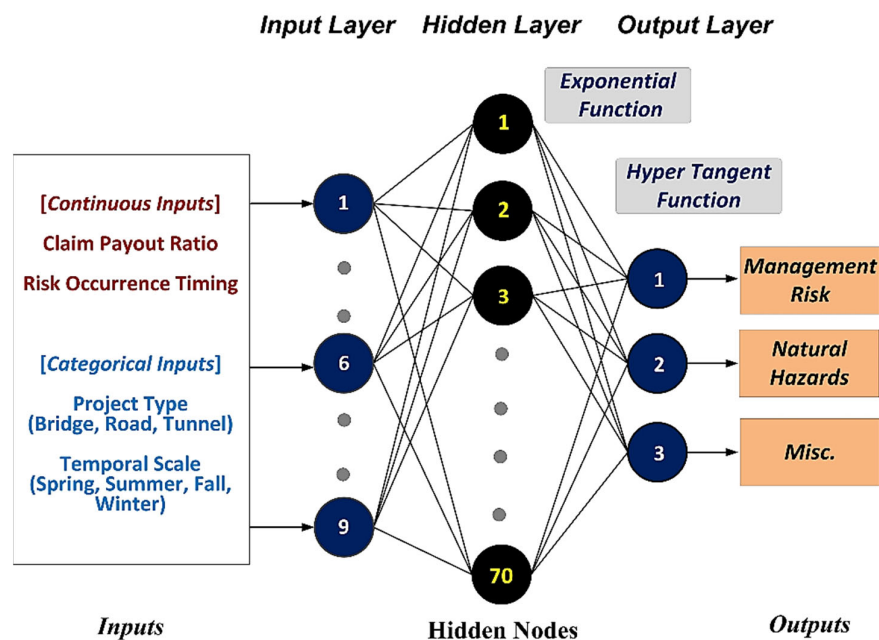 Input Layer
Hidden Layer
Output Layer
Exponential
Function
Hyper Tangent
Function
[Continuous Inputs]
Claim Payout Ratio
Risk Occurrence Timing
[Categorical Inputs]
Project Type
(Bridge, Road, Tunnel)
Temporal Scale
(Spring, Summer, Fall,
Winter)
1
6
9
1
2
3
70
1
2
3
Management
Risk
Natural
Hazards
Misc.
Inputs
Hidden Nodes
Outputs